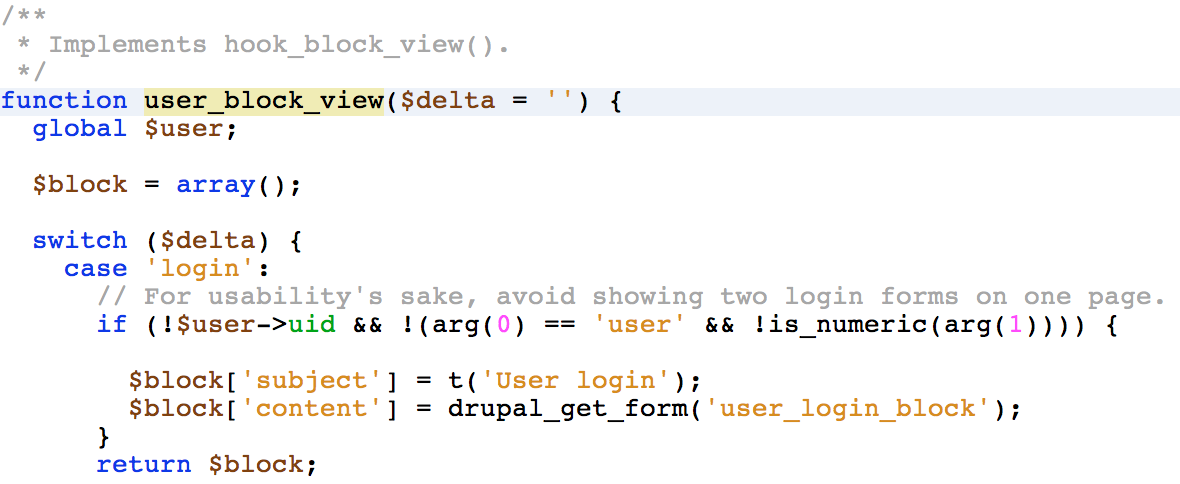 /**
 * Implements hook_block_view().
 */
function user_block_view($delta = '') {
  global $user;

  $block = array();

  switch ($delta) {
    case 'login':
      // For usability's sake, avoid showing two login forms on one page.
      if (!$user->uid && !(arg(0) == 'user' && !is_numeric(arg(1)))) {

        $block['subject'] = t('User login');
        $block['content'] = drupal_get_form('user_login_block');
      }
      return $block;